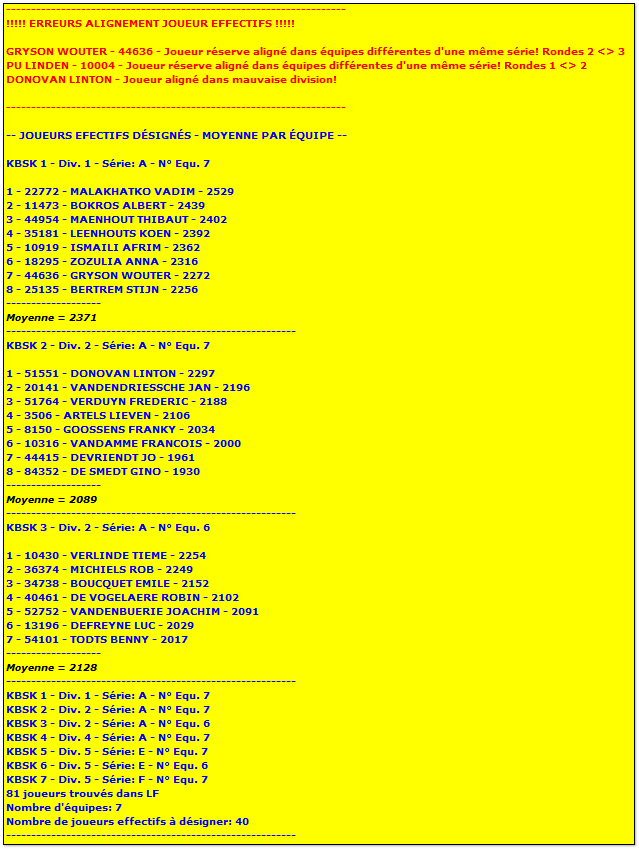 --------------------------------------------------------------------
!!!!! ERREURS ALIGNEMENT JOUEUR EFFECTIFS !!!!!
GRYSON WOUTER - 44636 - Joueur réserve aligné dans équipes différentes d'une même série! Rondes 2 <> 3
PU LINDEN - 10004 - Joueur réserve aligné dans équipes différentes d'une même série! Rondes 1 <> 2
DONOVAN LINTON - Joueur aligné dans mauvaise division!
--------------------------------------------------------------------
-- JOUEURS EFECTIFS DÉSIGNÉS - MOYENNE PAR ÉQUIPE --
KBSK 1 - Div. 1 - Série: A - N° Equ. 7
1 - 22772 - MALAKHATKO VADIM - 2529
2 - 11473 - BOKROS ALBERT - 2439
3 - 44954 - MAENHOUT THIBAUT - 2402
4 - 35181 - LEENHOUTS KOEN - 2392
5 - 10919 - ISMAILI AFRIM - 2362
6 - 18295 - ZOZULIA ANNA - 2316
7 - 44636 - GRYSON WOUTER - 2272
8 - 25135 - BERTREM STIJN - 2256
-------------------
Moyenne = 2371
----------------------------------------------------------
KBSK 2 - Div. 2 - Série: A - N° Equ. 7
1 - 51551 - DONOVAN LINTON - 2297
2 - 20141 - VANDENDRIESSCHE JAN - 2196
3 - 51764 - VERDUYN FREDERIC - 2188
4 - 3506 - ARTELS LIEVEN - 2106
5 - 8150 - GOOSSENS FRANKY - 2034
6 - 10316 - VANDAMME FRANCOIS - 2000
7 - 44415 - DEVRIENDT JO - 1961
8 - 84352 - DE SMEDT GINO - 1930
-------------------
Moyenne = 2089
----------------------------------------------------------
KBSK 3 - Div. 2 - Série: A - N° Equ. 6
1 - 10430 - VERLINDE TIEME - 2254
2 - 36374 - MICHIELS ROB - 2249
3 - 34738 - BOUCQUET EMILE - 2152
4 - 40461 - DE VOGELAERE ROBIN - 2102
5 - 52752 - VANDENBUERIE JOACHIM - 2091
6 - 13196 - DEFREYNE LUC - 2029
7 - 54101 - TODTS BENNY - 2017
-------------------
Moyenne = 2128
----------------------------------------------------------
KBSK 1 - Div. 1 - Série: A - N° Equ. 7
KBSK 2 - Div. 2 - Série: A - N° Equ. 7
KBSK 3 - Div. 2 - Série: A - N° Equ. 6
KBSK 4 - Div. 4 - Série: A - N° Equ. 7
KBSK 5 - Div. 5 - Série: E - N° Equ. 7
KBSK 6 - Div. 5 - Série: E - N° Equ. 6
KBSK 7 - Div. 5 - Série: F - N° Equ. 7
81 joueurs trouvés dans LF
Nombre d'équipes: 7
Nombre de joueurs effectifs à désigner: 40
----------------------------------------------------------